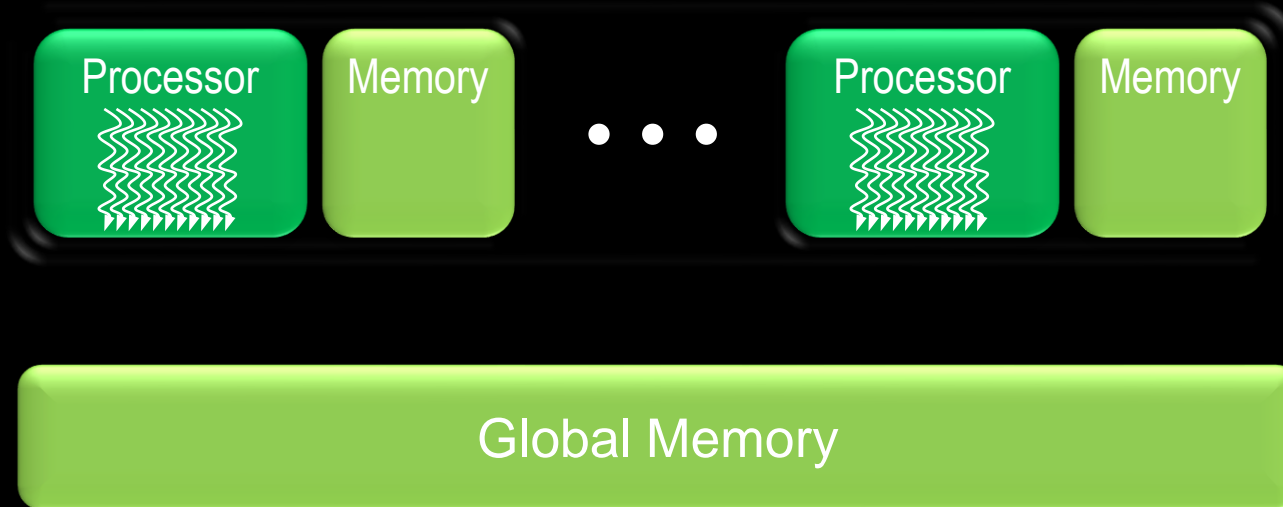 Processor
Memory
• • •
Processor
Memory
Global Memory